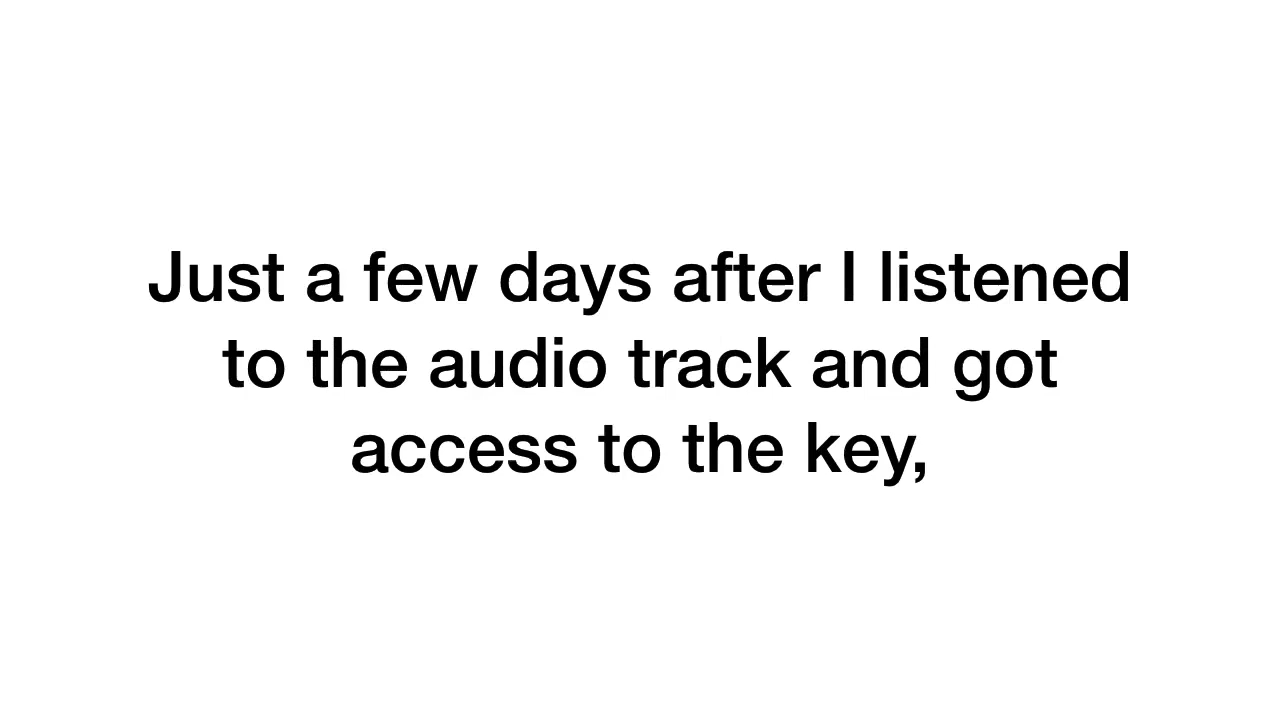 Just a few days after I listened
to the audio track and got
access to the key,